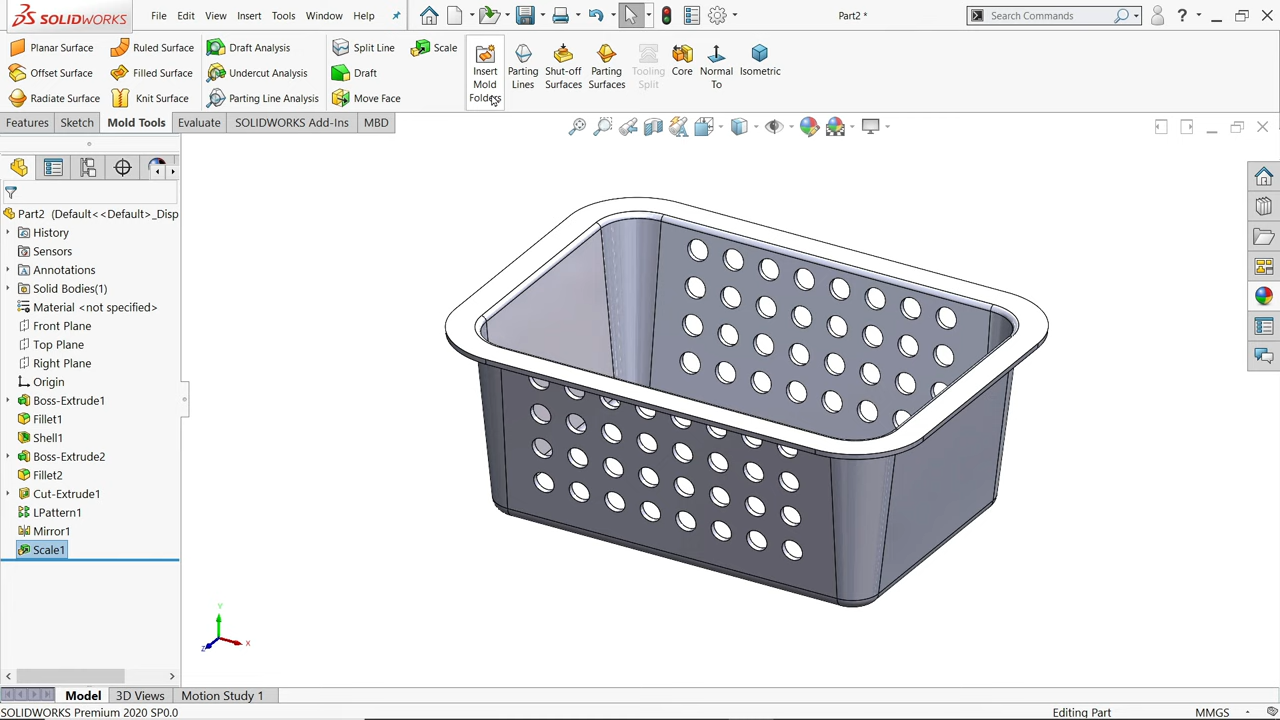 SOLIDWORKS File Edit View Insert Tools Window Help Part2 * Search Commands ?
Planar Surface Ruled Surface Draft Analysis Split Line Scale
Offset Surface Filled Surface Undercut Analysis Draft
Radiate Surface Knit Surface Parting Line Analysis Move Face
Insert Mold Folders
Parting Lines
Shut-off Surfaces
Parting Surfaces
Tooling Split
Core
Normal To
Isometric
Features Sketch Mold Tools Evaluate SOLIDWORKS Add-Ins MBD
Part2 (Default<<Default>_Disp
History
Sensors
Annotations
Solid Bodies(1)
Material <not specified>
Front Plane
Top Plane
Right Plane
Origin
Boss-Extrude1
Fillet1
Shell1
Boss-Extrude2
Fillet2
Cut-Extrude1
LPattern1
Mirror1
Scale1
Y
X
Z
Model 3D Views Motion Study 1
SOLIDWORKS Premium 2020 SP0.0 Editing Part MMGS